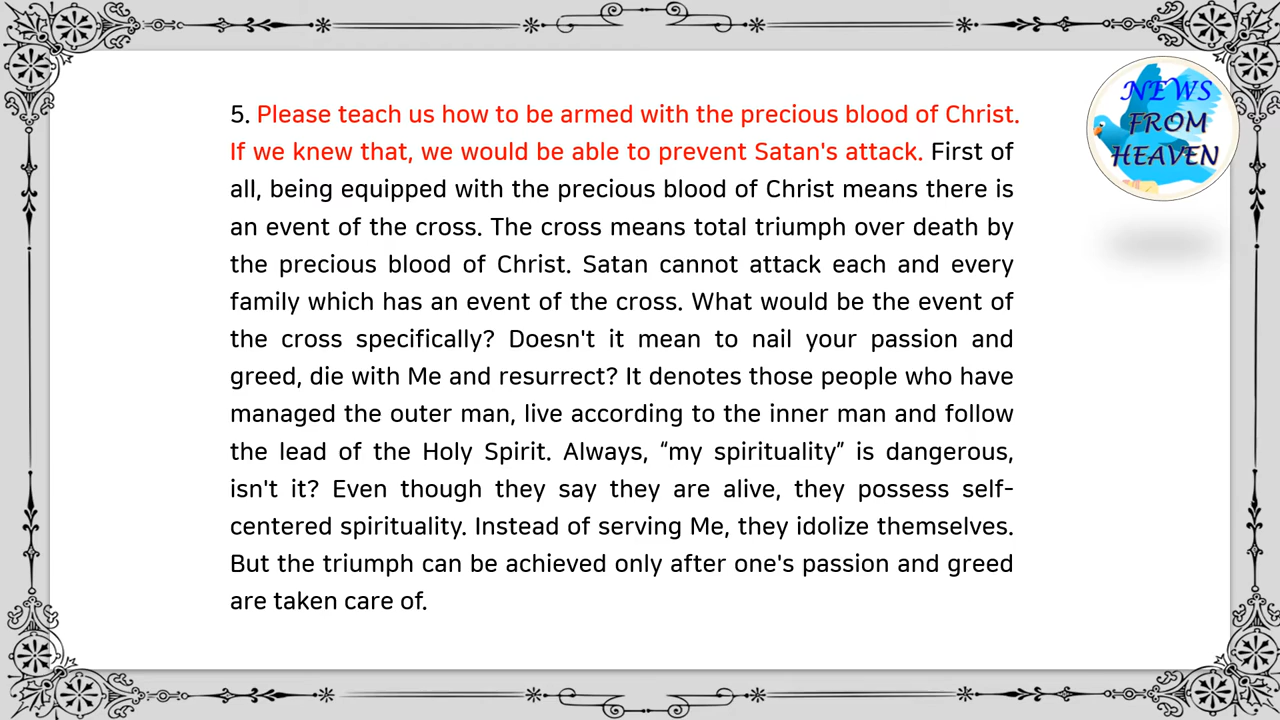 5. Please teach us how to be armed with the precious blood of Christ.
If we knew that, we would be able to prevent Satan's attack. First of
all, being equipped with the precious blood of Christ means there is
an event of the cross. The cross means total triumph over death by
the precious blood of Christ. Satan cannot attack each and every
family which has an event of the cross. What would be the event of
the cross specifically? Doesn't it mean to nail your passion and
greed, die with Me and resurrect? It denotes those people who have
managed the outer man, live according to the inner man and follow
the lead of the Holy Spirit. Always, “my spirituality” is dangerous,
isn't it? Even though they say they are alive, they possess self-
centered spirituality. Instead of serving Me, they idolize themselves.
But the triumph can be achieved only after one's passion and greed
are taken care of.
NEWS
FROM
HEAVEN